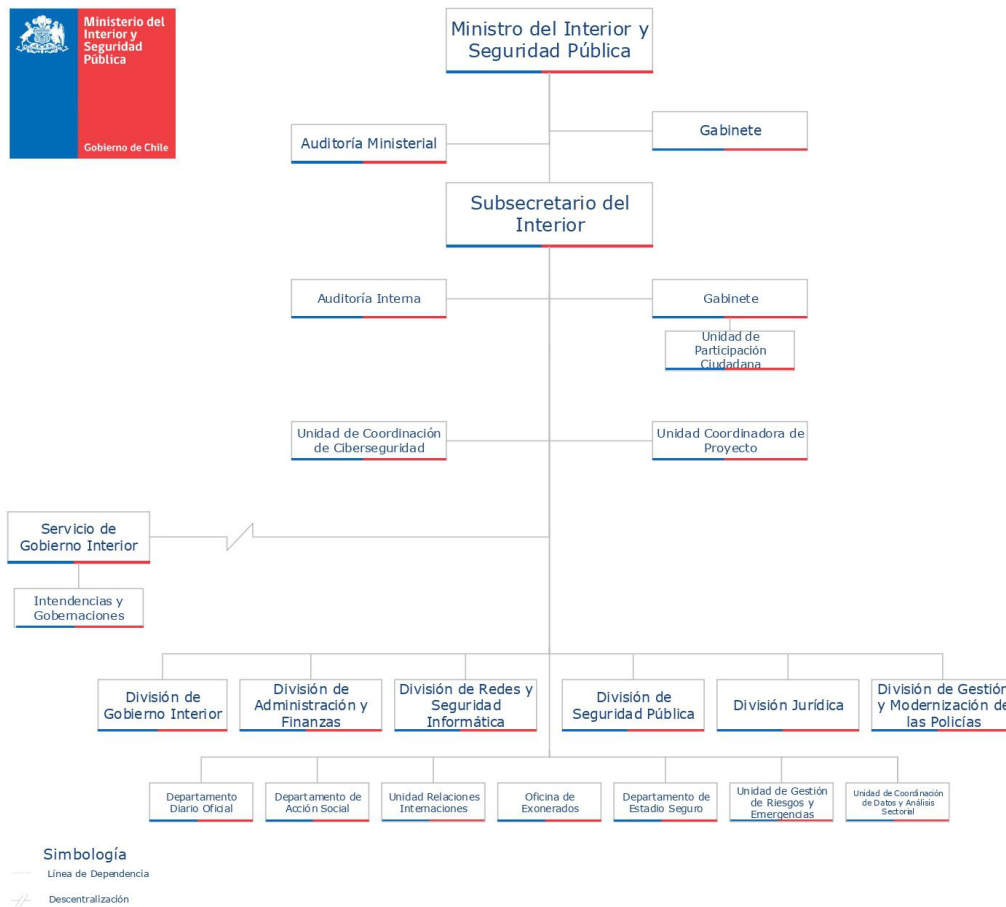 Ministerio del
Interior y
Seguridad
Pública
Gobierno de Chile
Ministro del Interior y
Seguridad Pública
Auditoría Ministerial
Gabinete
Subsecretario del
Interior
Auditoría Interna
Gabinete
Unidad de
Participación
Ciudadana
Unidad de Coordinación
de Ciberseguridad
Unidad Coordinadora de
Proyecto
Servicio de
Gobierno Interior
Intendencias y
Gobernaciones
División de
Gobierno Interior
División de
Administración y
Finanzas
División de Redes y
Seguridad
Informática
División de
Seguridad Pública
División Jurídica
División de Gestión
y Modernización de
las Policías
Departamento
Diario Oficial
Departamento de
Acción Social
Unidad Relaciones
Internaciones
Oficina de
Exonerados
Departamento de
Estadio Seguro
Unidad de Gestión
de Riesgos y
Emergencias
Unidad de Coordinación
de Datos y Análisis
Sectorial
Simbología
Línea de Dependencia
Descentralización